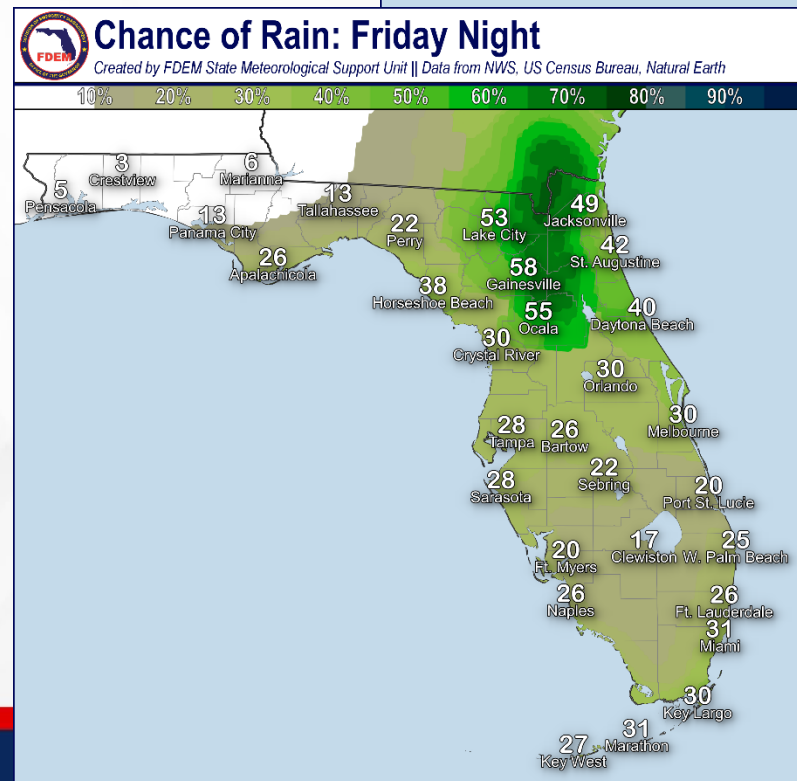 FDEM
Chance of Rain: Friday Night
Created by FDEM State Meteorological Support Unit || Data from NWS, US Census Bureau, Natural Earth
10% 20% 30% 40% 50% 60% 70% 80% 90%
3
Crestview
6
Marianna
5
Pensacola
13
Panama City
13
Tallahassee
26
Apalachicola
22
Perry
53
Lake City
49
Jacksonville
42
St. Augustine
58
Gainesville
38
Horseshoe Beach
55
Ocala
40
Daytona Beach
30
Crystal River
30
Orlando
28
Tampa
26
Bartow
30
Melbourne
28
Sarasota
22
Sebring
20
Port St. Lucie
20
Ft. Myers
17
Clewiston
25
W. Palm Beach
26
Naples
26
Ft. Lauderdale
31
Miami
30
Key Largo
31
Marathon
27
Key West